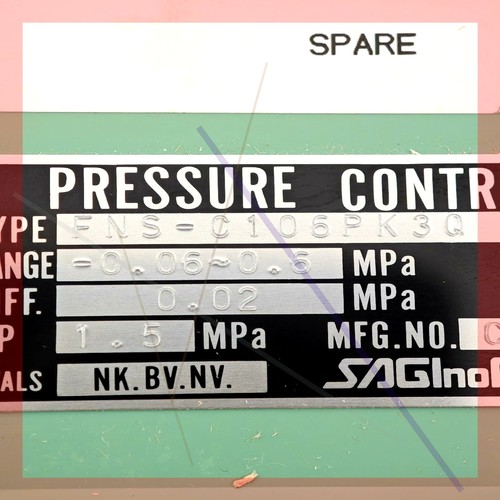 SPARE
PRESSURE CONTR
YPE FNS-C106PK3Q
ANGE -0.06~0.6 MPa
FF. 0.02 MPa
P 1.5 MPa MFG.NO.
ALS NK.BV.NV. SAGInoM